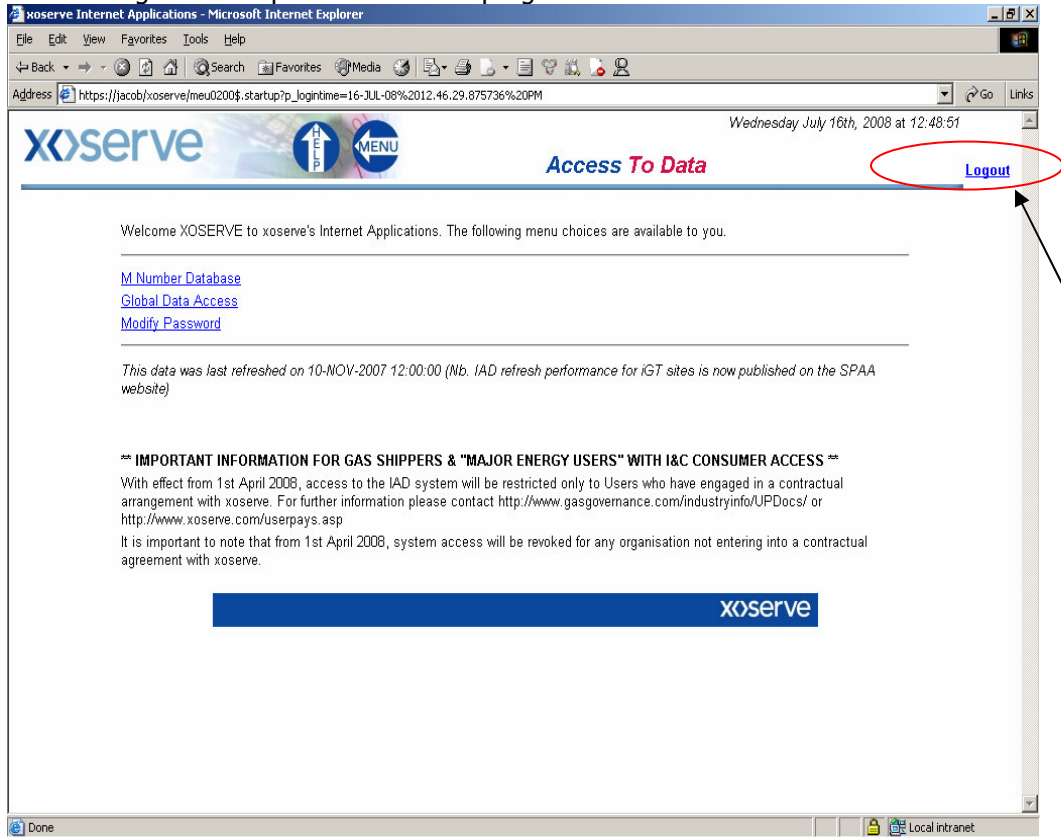 xoserve Internet Applications - Microsoft Internet Explorer
File Edit View Favorites Tools Help
Back Search Favorites Media
Address https://jacob/xoserve/meu0200$.startup?p_logintime=16-JUL-08%2012.46.29.875736%20PM Go Links
Wednesday July 16th, 2008 at 12:48:51
xoserve HELP MENU
Access To Data
Logout
Welcome XOSERVE to xoserve's Internet Applications. The following menu choices are available to you.
M Number Database
Global Data Access
Modify Password
This data was last refreshed on 10-NOV-2007 12:00:00 (Nb. IAD refresh performance for iGT sites is now published on the SPAA
website)
** IMPORTANT INFORMATION FOR GAS SHIPPERS & "MAJOR ENERGY USERS" WITH I&C CONSUMER ACCESS **
With effect from 1st April 2008, access to the IAD system will be restricted only to Users who have engaged in a contractual
arrangement with xoserve. For further information please contact http://www.gasgovernance.com/industryinfo/UPDocs/ or
http://www.xoserve.com/userpays.asp
It is important to note that from 1st April 2008, system access will be revoked for any organisation not entering into a contractual
agreement with xoserve.
xoserve
Done Local intranet